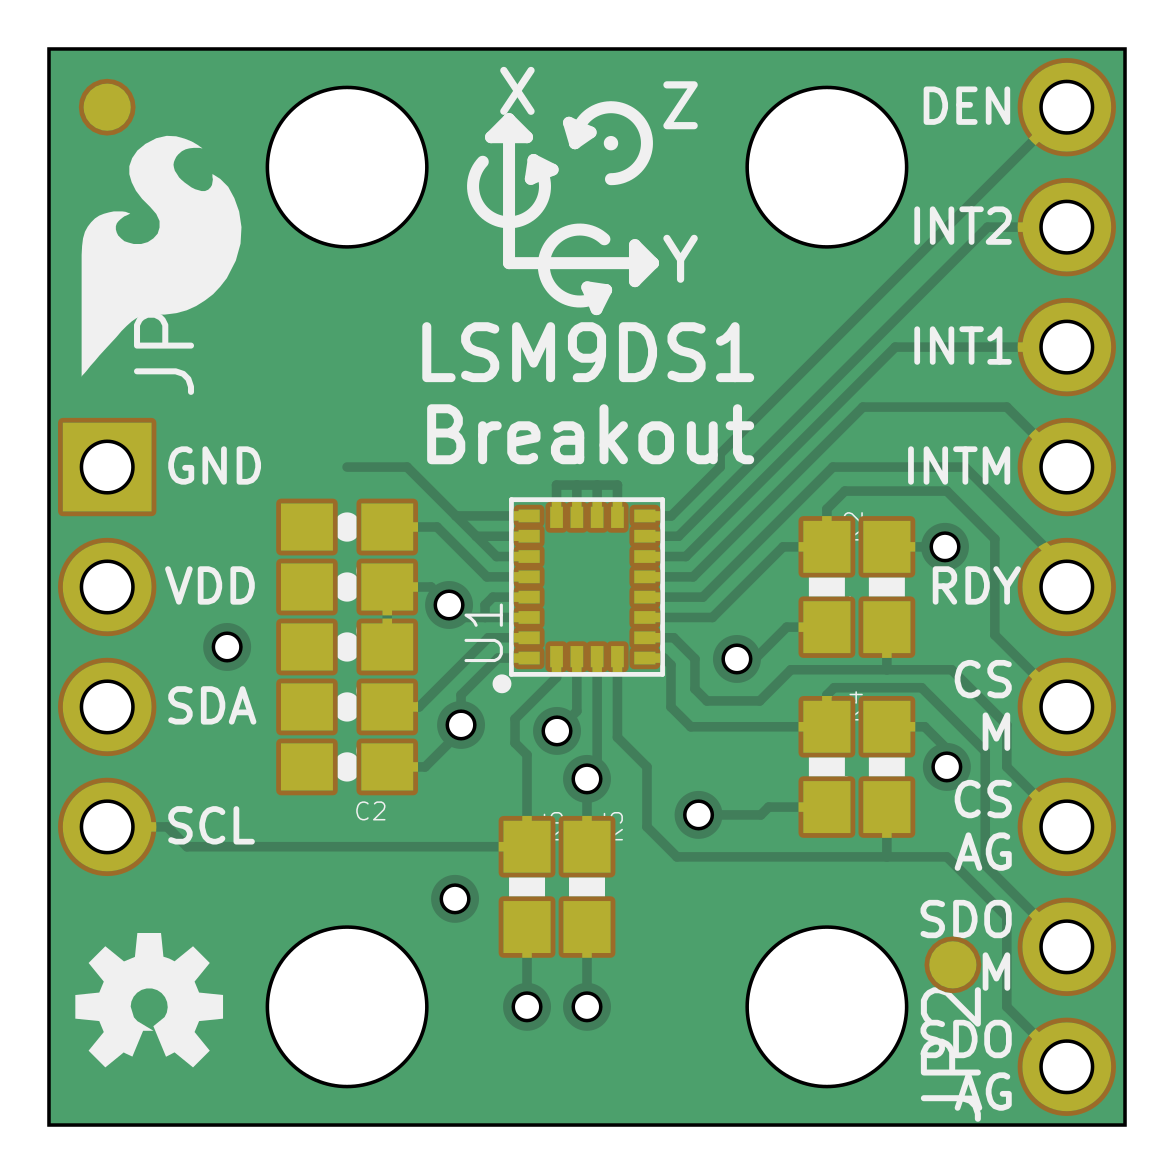 X
Z
Y
LSM9DS1
Breakout
JP
GND
VDD
SDA
SCL
U1
C2
DEN
INT2
INT1
INTM
RDY
CS
M
CS
AG
SDO
M
SDO
AG
JP2